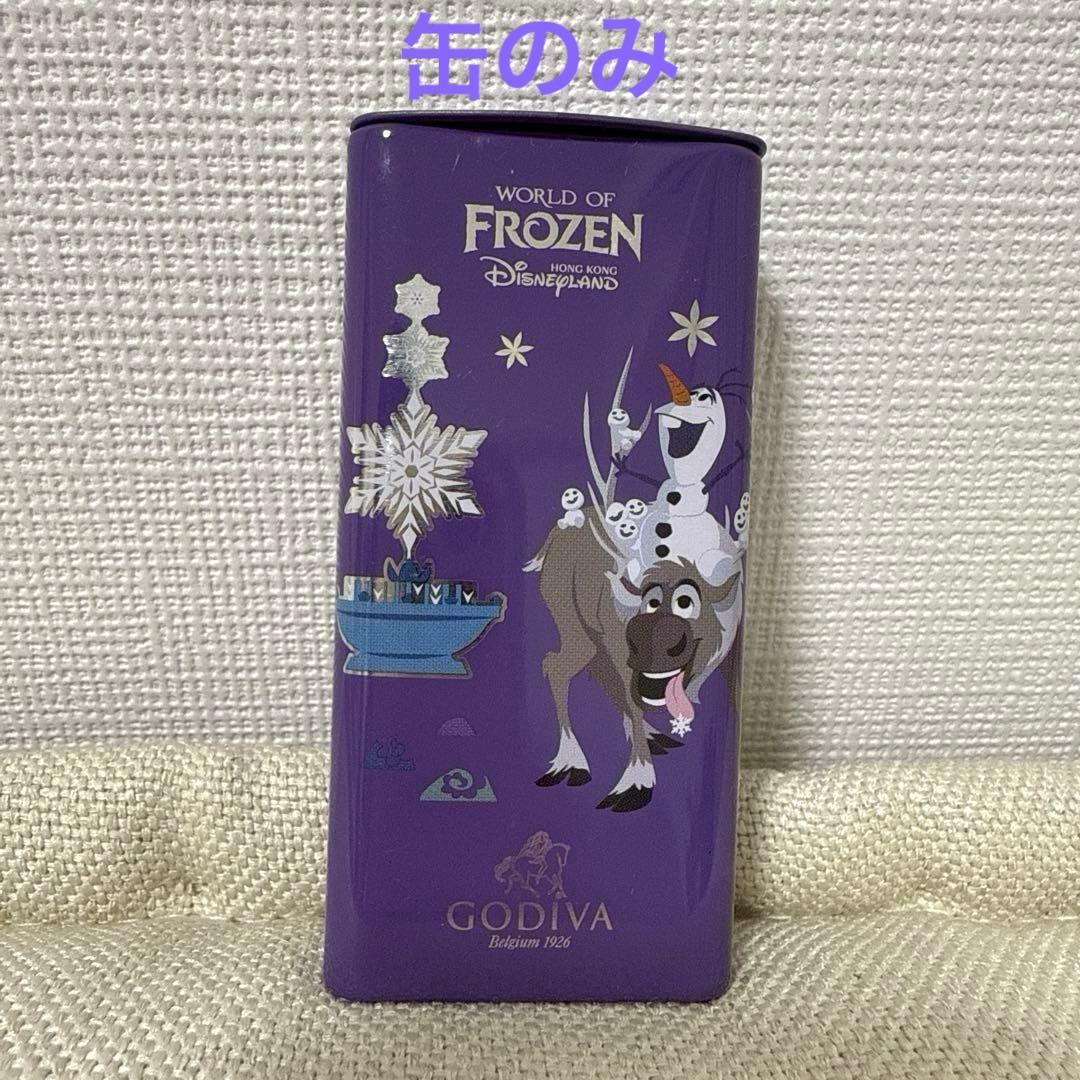 缶のみ
WORLD OF
FROZEN
HONG KONG
DISNEYLAND
GODIVA
Belgium 1926